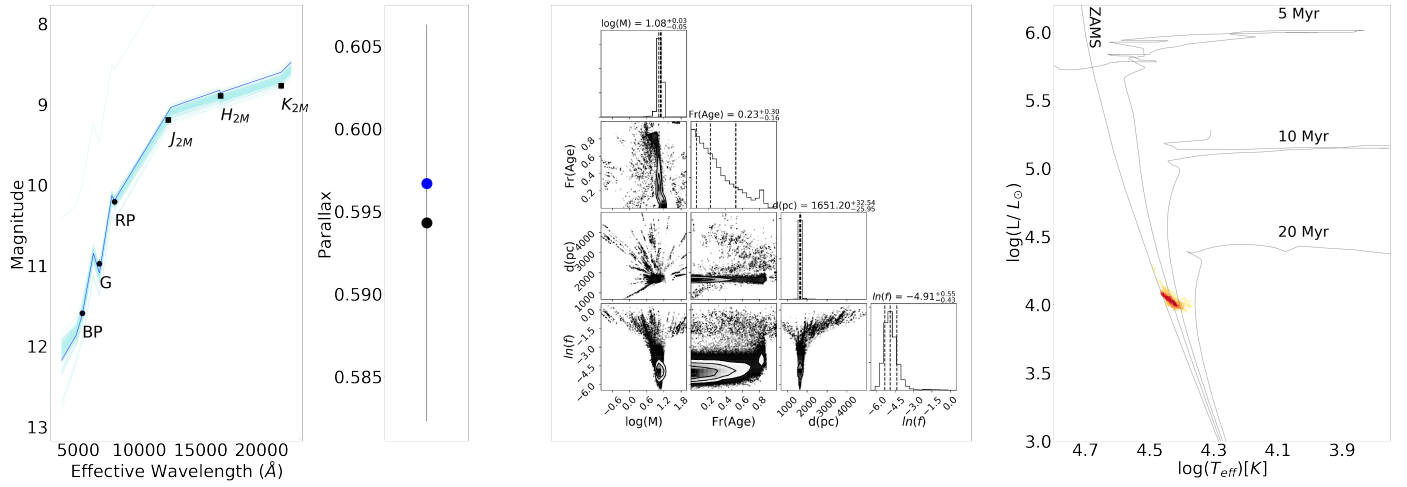 8
9
10
11
12
13
Magnitude
BP
G
RP
J2M
H2M
K2M
5000 10000 15000 20000
Effective Wavelength (Å)
0.605
0.600
0.595
0.590
0.585
Parallax
log(M) = 1.08+0.03−0.05
Fr(Age) = 0.23+0.30−0.16
d(pc) = 1651.20+32.54−25.95
ln(f) = −4.91+0.55−0.43
Fr(Age)
0.8
0.6
0.4
0.2
d(pc)
4000
3000
2000
1000
ln(f)
0.0
−1.5
−3.0
−4.5
−6.0
−0.6 0.0 0.6 1.2 1.8
log(M)
0.2 0.4 0.6 0.8
Fr(Age)
1000 2000 3000 4000
d(pc)
−6.0 −4.5 −3.0 −1.5 0.0
ln(f)
6.0
5.5
5.0
4.5
4.0
3.5
3.0
log(L/ L☉)
ZAMS
5 Myr
10 Myr
20 Myr
4.7 4.5 4.3 4.1 3.9
log(Teff)[K]